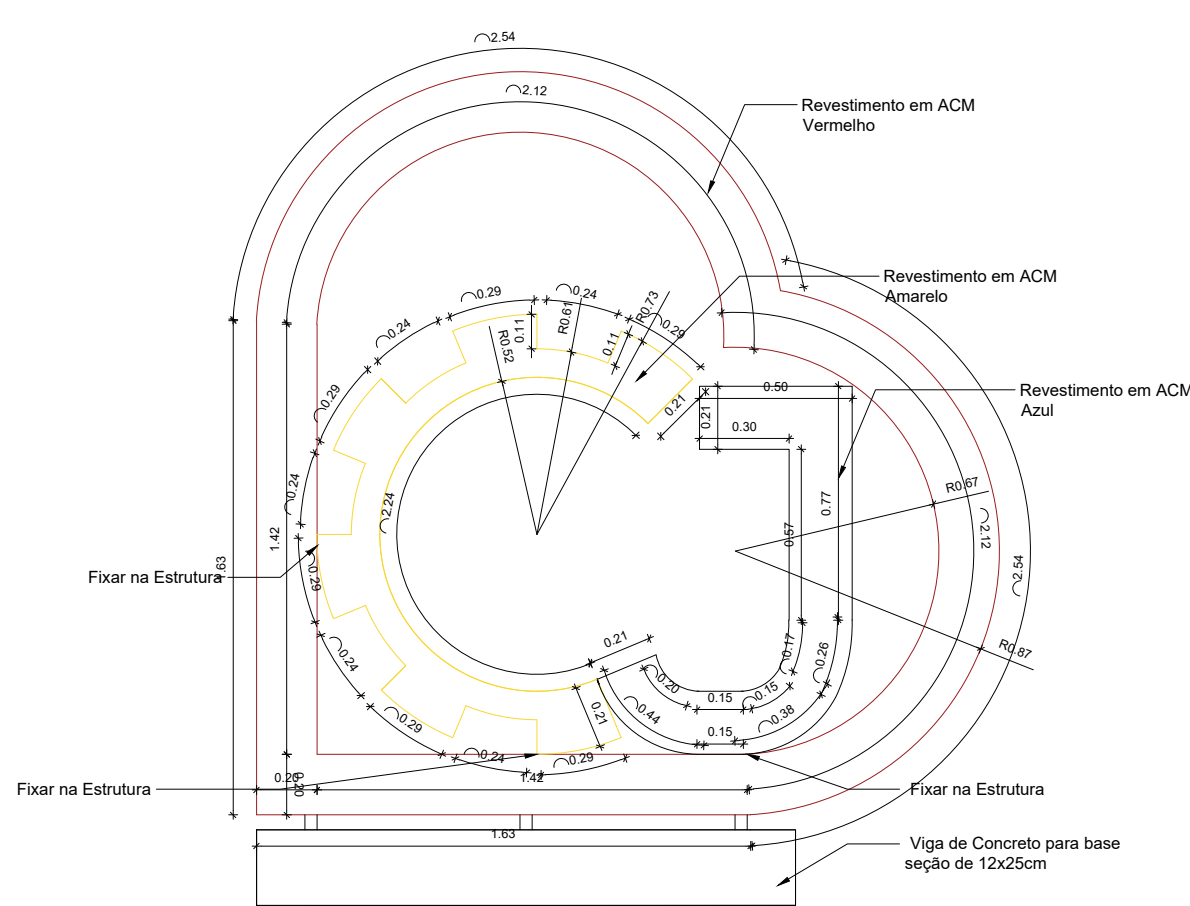 ⌒2.54
⌒2.12
Revestimento em ACM
Vermelho
Revestimento em ACM
Amarelo
⌒0.29
⌒0.24
R0.73
R0.61
0.11
⌒0.29
⌒0.24
0.11
R0.52
Revestimento em ACM
Azul
0.50
⌒0.29
0.21
0.21
0.30
R0.67
⌒0.24
⌒2.24
0.77
0.57
⌒2.12
1.42
.63
⌒2.54
Fixar na Estrutura
⌒0.29
R0.87
⌒0.24
0.21
⌒0.17
⌒0.26
⌒0.20
0.15
⌒0.15
⌒0.29
0.21
⌒0.44
0.15
⌒0.38
⌒0.24
⌒0.29
0.20
0.20
1.42
Fixar na Estrutura
Fixar na Estrutura
1.63
Viga de Concreto para base
seção de 12x25cm